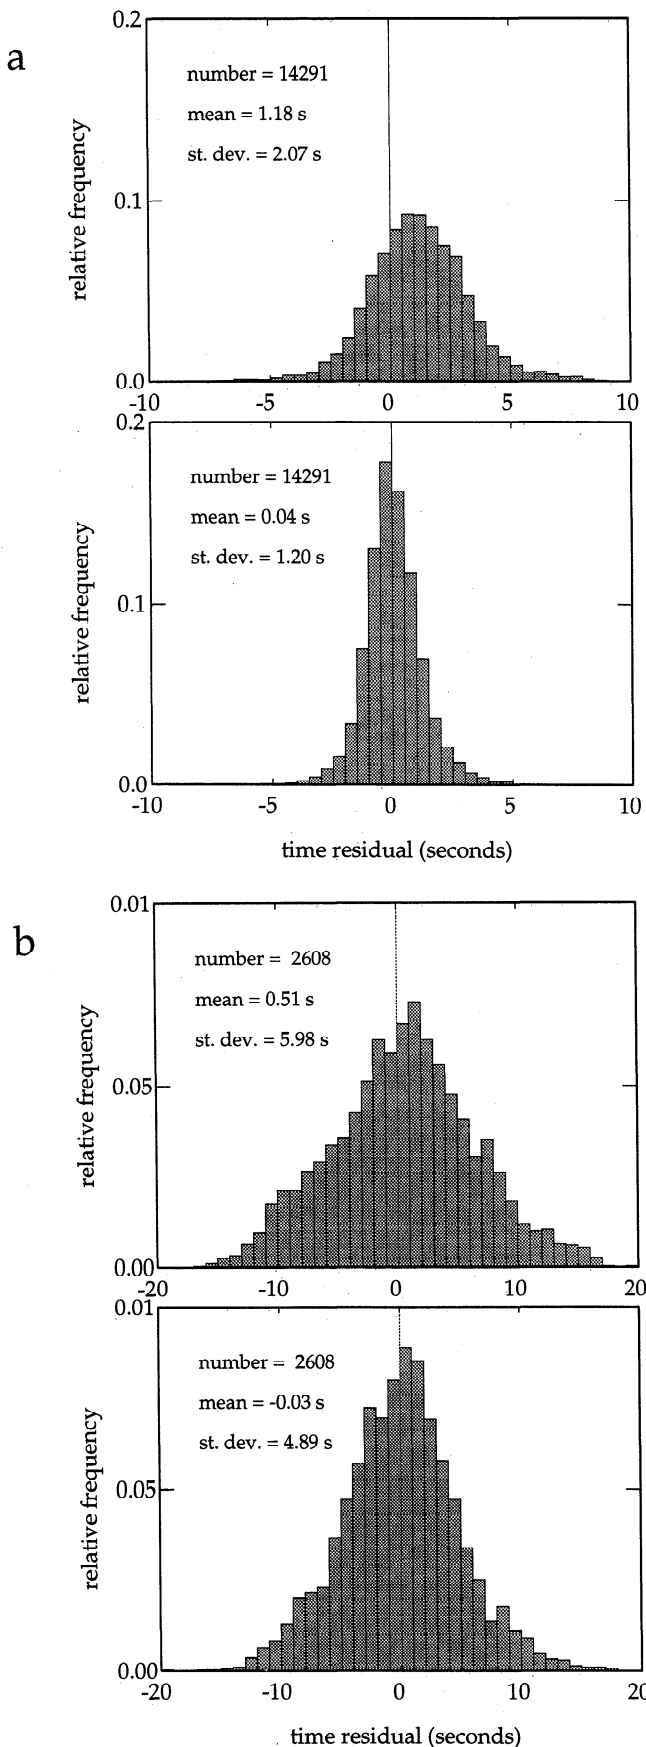 a
0.2
number = 14291
mean = 1.18 s
st. dev. = 2.07 s
relative frequency
0.1
0.0
-10 -5 0 5 10
0.2
number = 14291
mean = 0.04 s
st. dev. = 1.20 s
relative frequency
0.1
0.0
-10 -5 0 5 10
time residual (seconds)
b
0.01
number = 2608
mean = 0.51 s
st. dev. = 5.98 s
relative frequency
0.05
0.00
-20 -10 0 10 20
0.01
number = 2608
mean = -0.03 s
st. dev. = 4.89 s
relative frequency
0.05
0.00
-20 -10 0 10 20
time residual (seconds)